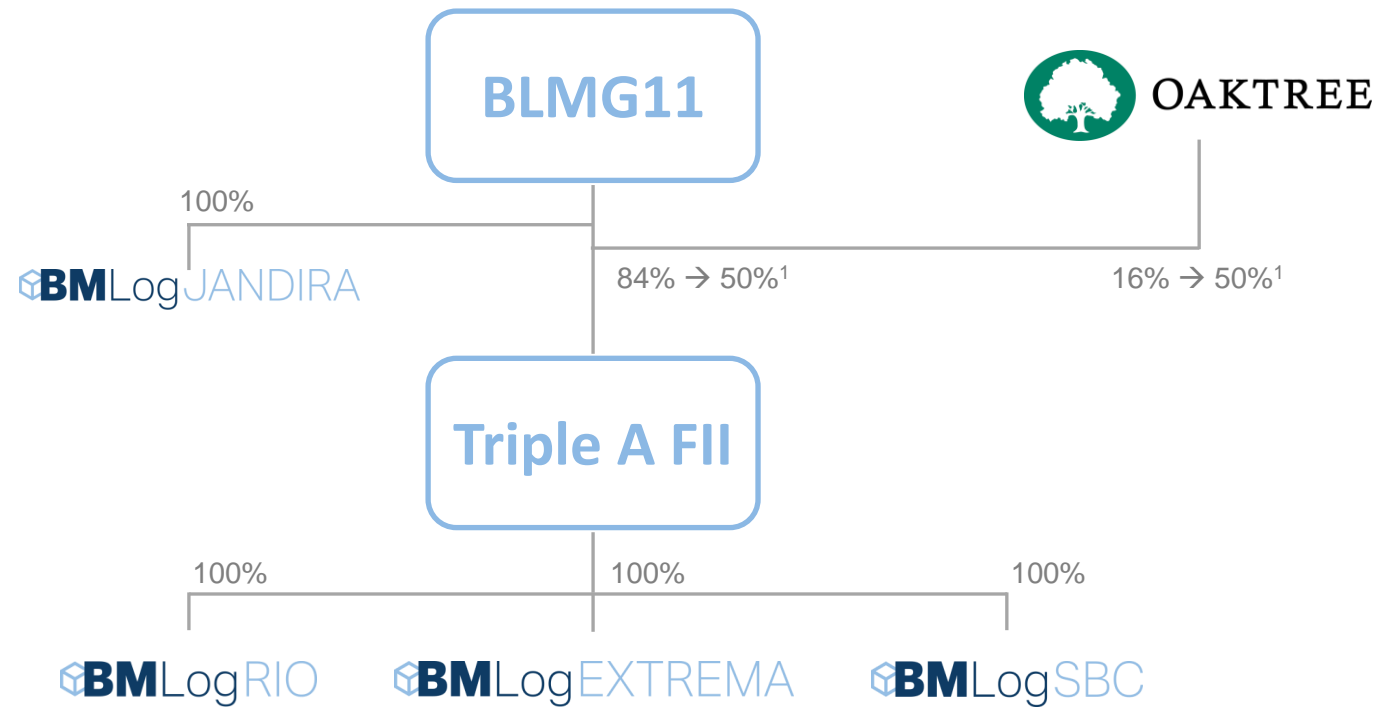 BLMG11
OAKTREE
100%
BMLogJANDIRA
84% → 50%¹
16% → 50%¹
Triple A FII
100%
100%
100%
BMLogRIO
BMLogEXTREMA
BMLogSBC